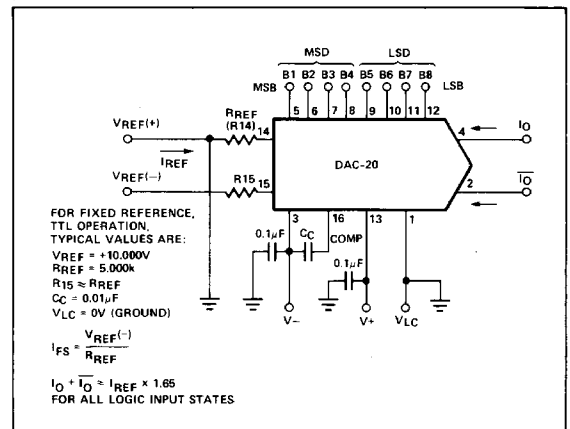 MSD LSD
MSB B1 B2 B3 B4 B5 B6 B7 B8 LSB
5 6 7 8 9 10 11 12
VREF(+)
RREF
(R14)
14
IREF
VREF(−)
R15
15
DAC-20
4
IO
2
IO
3 16 13 1
0.1μF
CC
COMP
0.1μF
V− V+ VLC
FOR FIXED REFERENCE,
TTL OPERATION,
TYPICAL VALUES ARE:
VREF = +10.000V
RREF = 5.000k
R15 ≈ RREF
CC = 0.01μF
VLC = 0V (GROUND)
IFS = VREF(−)
RREF
IO + IO = IREF × 1.65
FOR ALL LOGIC INPUT STATES